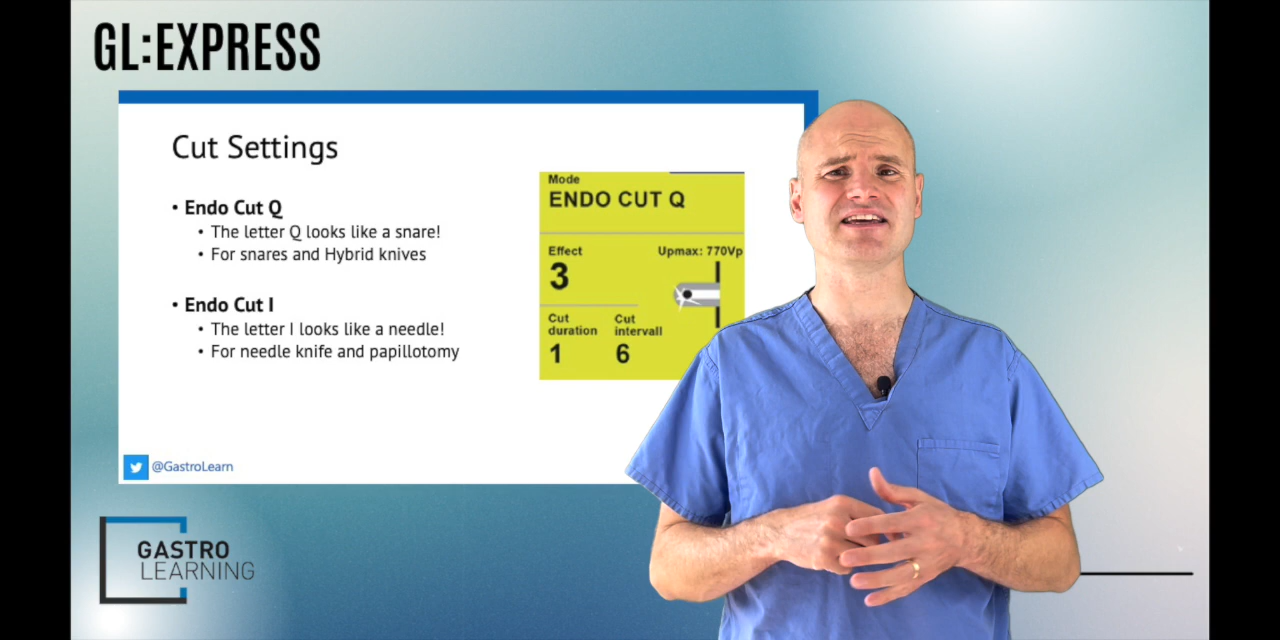 GL:EXPRESS
Cut Settings
• Endo Cut Q
• The letter Q looks like a snare!
• For snares and Hybrid knives
• Endo Cut I
• The letter I looks like a needle!
• For needle knife and papillotomy
Mode
ENDO CUT Q
Effect
3
Upmax: 770Vp
Cut duration
1
Cut intervall
6
@GastroLearn
GASTRO
LEARNING